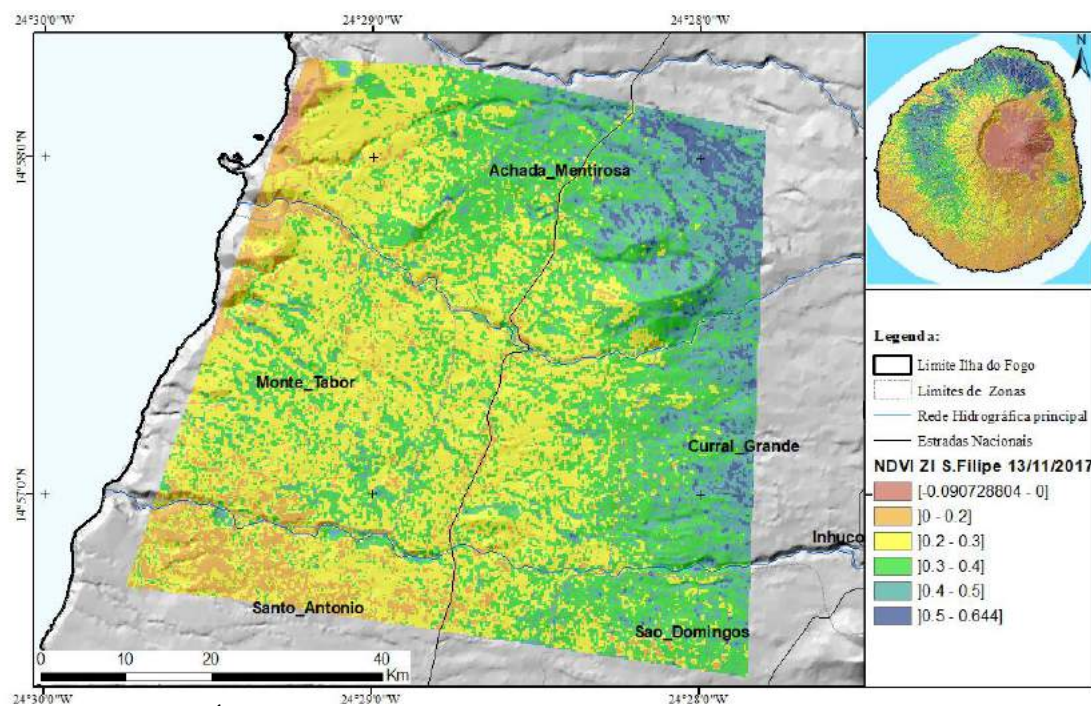 24°30'0"W
24°29'0"W
24°28'0"W
N
14°58'0"N
14°57'0"N
Achada_Mentirosa
Monte_Tabor
Curral_Grande
Inhuco
Santo_Antonio
Sao_Domingos
0 10 20 40
Km
24°30'0"W
24°29'0"W
24°28'0"W
Legenda:
Limite Ilha do Fogo
Limites de Zonas
Rede Hidrográfica principal
Estradas Nacionais
NDVI ZI S.Filipe 13/11/2017
[-0.090728804 - 0]
]0 - 0.2]
]0.2 - 0.3]
]0.3 - 0.4]
]0.4 - 0.5]
]0.5 - 0.644]